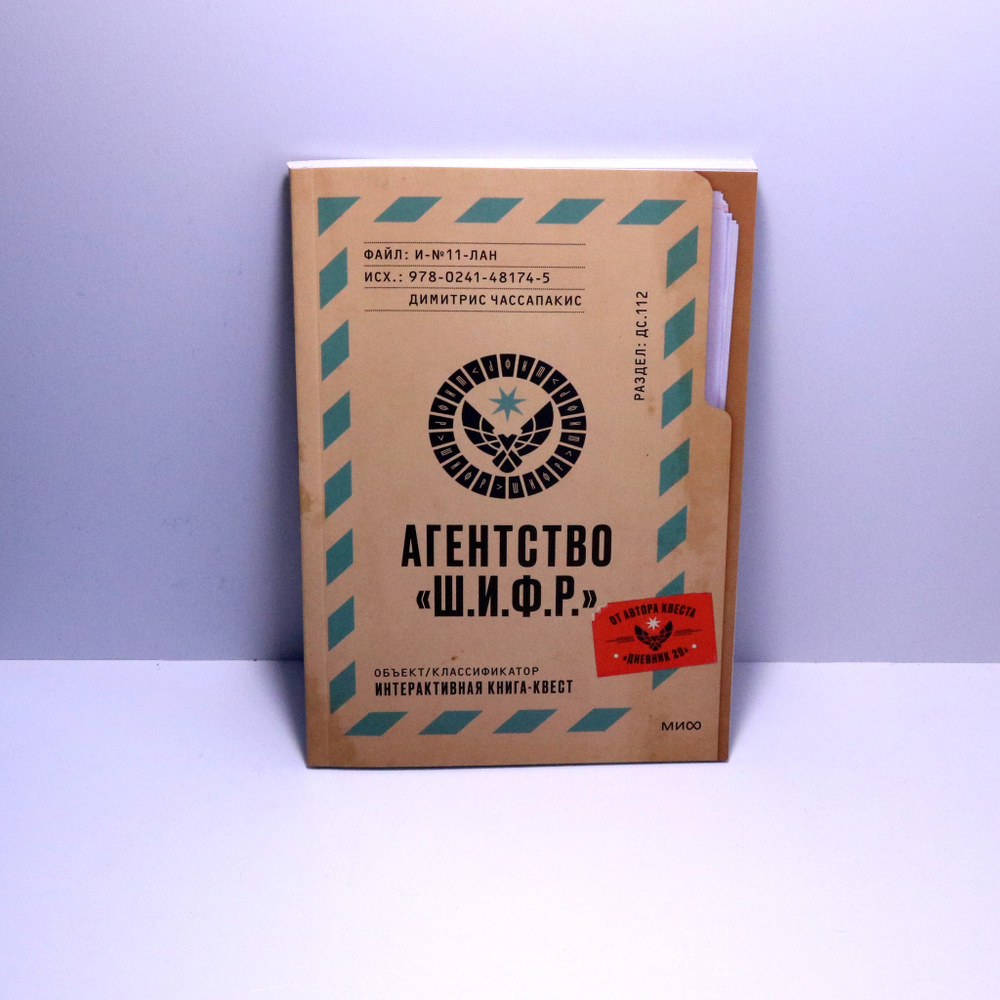 ФАЙЛ: И-№11-ЛАН
ИСХ.: 978-0241-48174-5
ДИМИТРИС ЧАССАПАКИС
РАЗДЕЛ: ДС.112
АГЕНТСТВО
«Ш.И.Ф.Р.»
ОТ АВТОРА КВЕСТА
«ДНЕВНИК 29»
ОБЪЕКТ/КЛАССИФИКАТОР
ИНТЕРАКТИВНАЯ КНИГА-КВЕСТ
МИФ